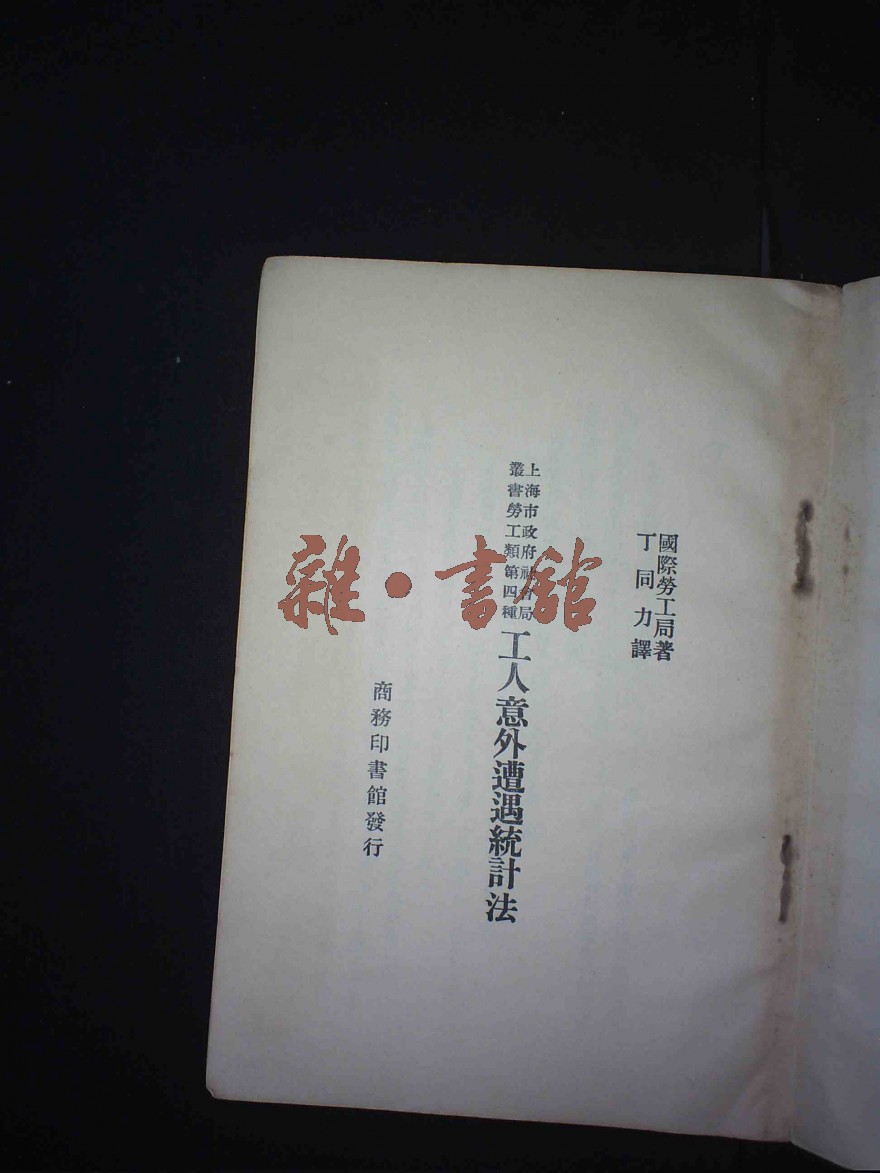 國際勞工局著
丁同力譯
上海市政府社會局
叢書勞工類第四種
工人意外遭遇統計法
商務印書館發行
雜·書館